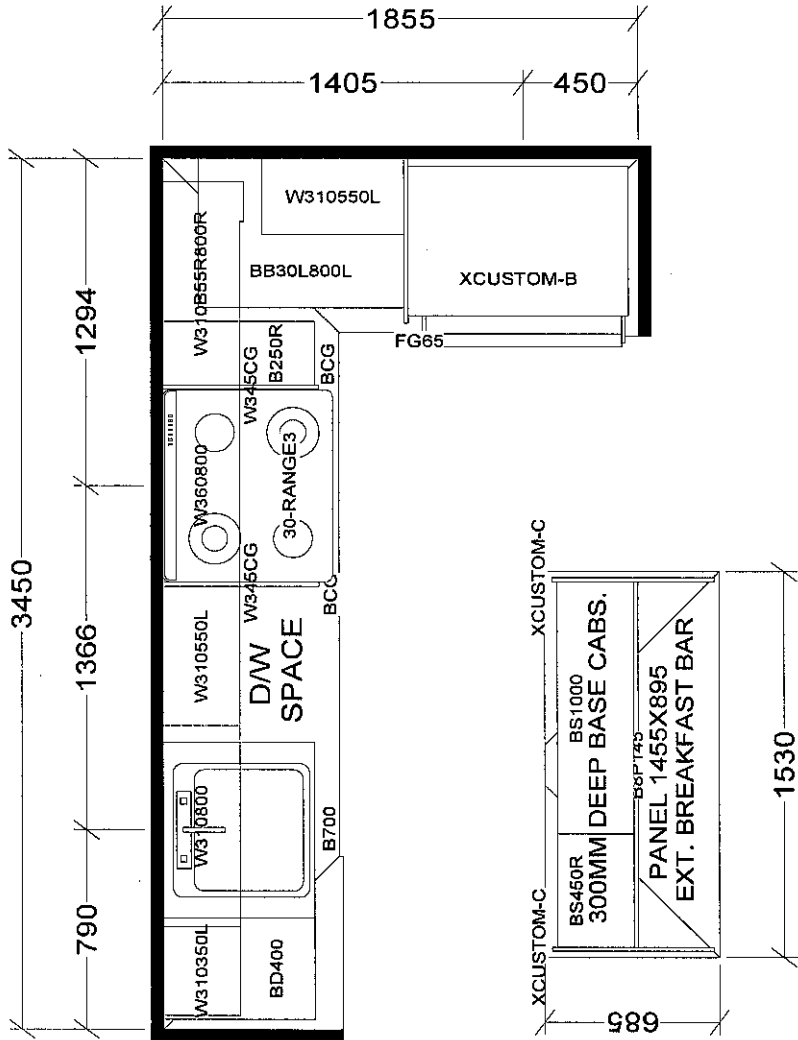 1855
1405
450
3450
1294
1366
790
W310B55R800R
W310550L
BB30L800L
XCUSTOM-B
FG65
B250R
BCG
W345CG
W360800
30-RANGE3
W345CG
W310550L
D/W
SPACE
W310800
B700
W310350L
BD400
XCUSTOM-C
XCUSTOM-C
BS1000
BS450R
300MM DEEP BASE CABS.
PANEL 1455X895
EXT. BREAKFAST BAR
1530
685